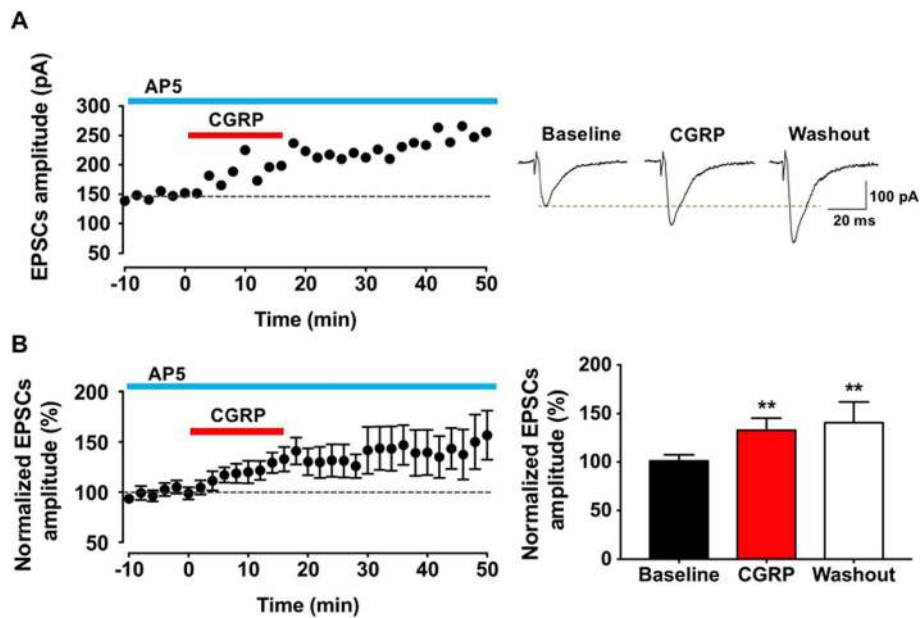 A
AP5
CGRP
EPSCs amplitude (pA)
300
250
200
150
100
50
-10 0 10 20 30 40 50
Time (min)
Baseline CGRP Washout
100 pA
20 ms
B
AP5
CGRP
Normalized EPSCs
amplitude (%)
200
150
100
50
-10 0 10 20 30 40 50
Time (min)
Normalized EPSCs
amplitude (%)
200
150
100
50
0
** **
Baseline CGRP Washout